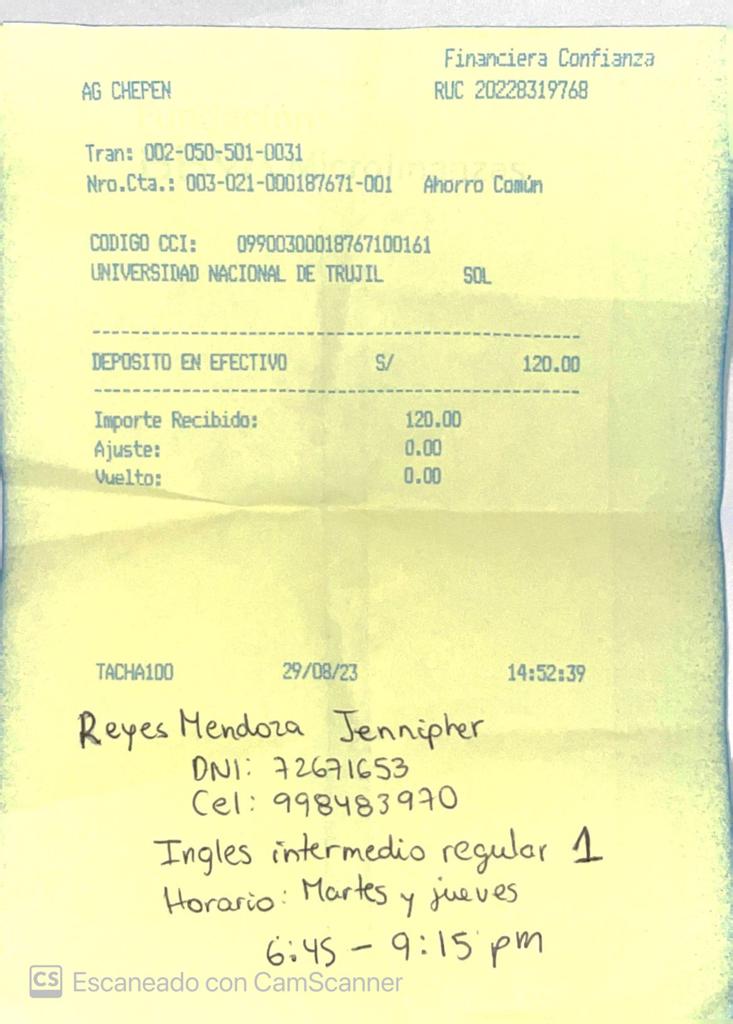 Financiera Confianza
AG CHEPEN RUC 20228319768
Tran: 002-050-501-0031
Nro.Cta.: 003-021-000187671-001 Ahorro Común
CODIGO CCI: 09900300018767100161
UNIVERSIDAD NACIONAL DE TRUJIL SOL
DEPOSITO EN EFECTIVO S/ 120.00
Importe Recibido: 120.00
Ajuste: 0.00
Vuelto: 0.00
TACHA100 29/08/23 14:52:39
Reyes Mendoza Jennipher
DNI: 72671653
Cel: 998483970
Ingles intermedio regular 1
Horario: Martes y jueves
6:45 - 9:15 pm
CS Escaneado con CamScanner